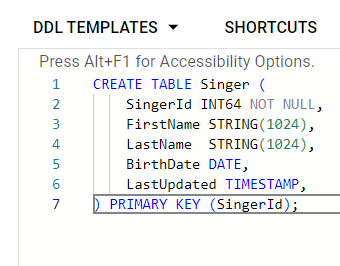 DDL TEMPLATES SHORTCUTS
Press Alt+F1 for Accessibility Options.
1 CREATE TABLE Singer (
2 SingerId INT64 NOT NULL,
3 FirstName STRING(1024),
4 LastName  STRING(1024),
5 BirthDate DATE,
6 LastUpdated TIMESTAMP,
7 ) PRIMARY KEY (SingerId);